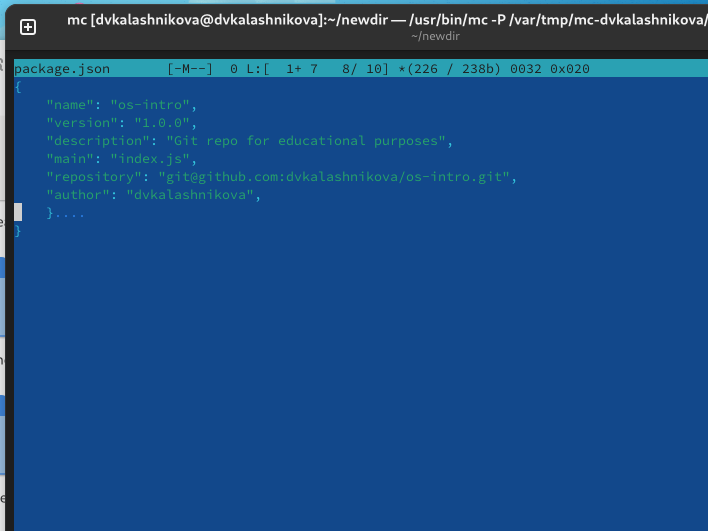 mc [dvkalashnikova@dvkalashnikova]:~/newdir — /usr/bin/mc -P /var/tmp/mc-dvkalashnikova/
~/newdir
package.json [-M--] 0 L:[ 1+ 7 8/ 10] *(226 / 238b) 0032 0x020
{
    "name": "os-intro",
    "version": "1.0.0",
    "description": "Git repo for educational purposes",
    "main": "index.js",
    "repository": "git@github.com:dvkalashnikova/os-intro.git",
    "author": "dvkalashnikova",
    }....
}